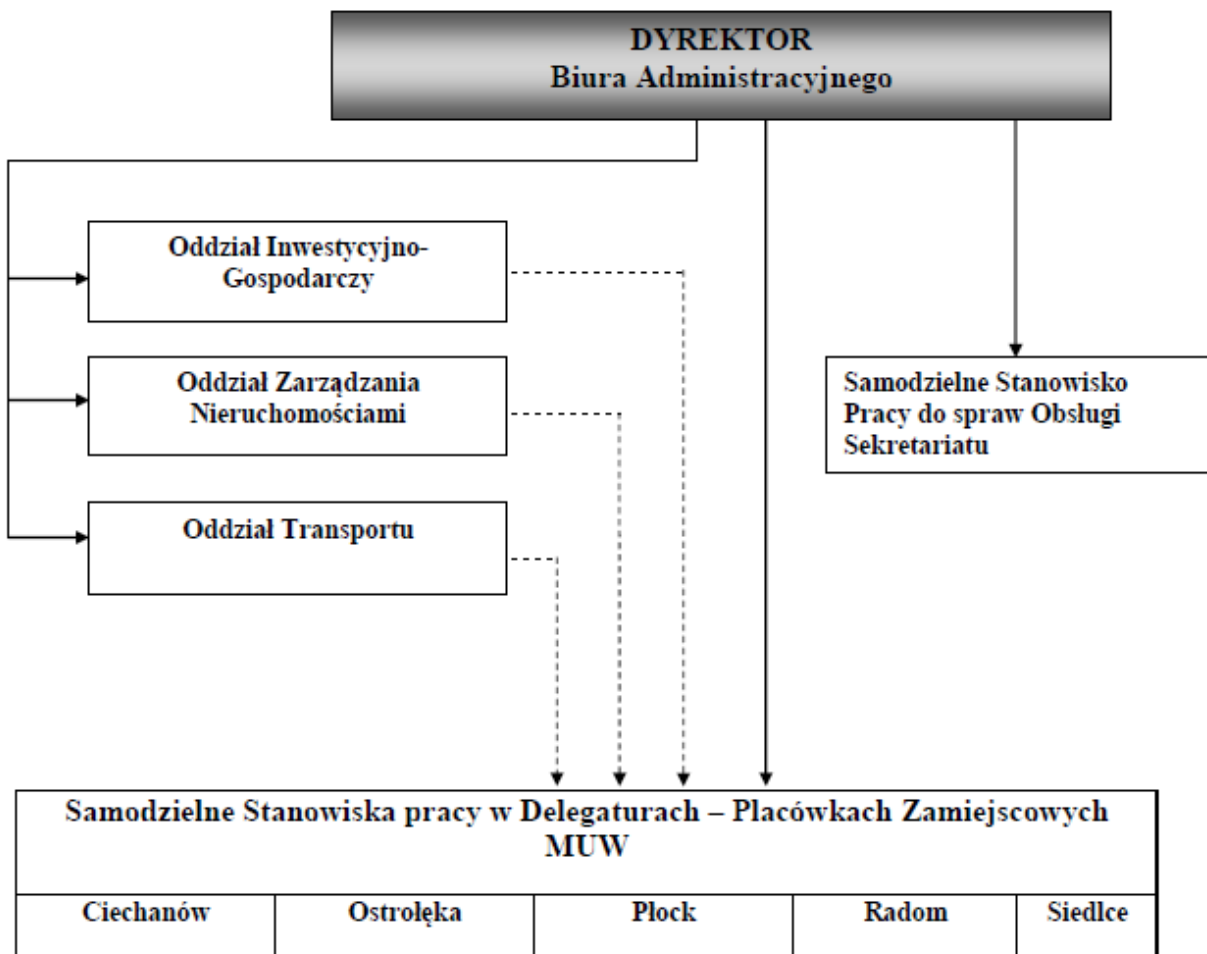 DYREKTOR
Biura Administracyjnego
Oddział Inwestycyjno-
Gospodarczy
Oddział Zarządzania
Nieruchomościami
Samodzielne Stanowisko
Pracy do spraw Obsługi
Sekretariatu
Oddział Transportu
Samodzielne Stanowiska pracy w Delegaturach – Placówkach Zamiejscowych
MUW
Ciechanów
Ostrołęka
Płock
Radom
Siedlce